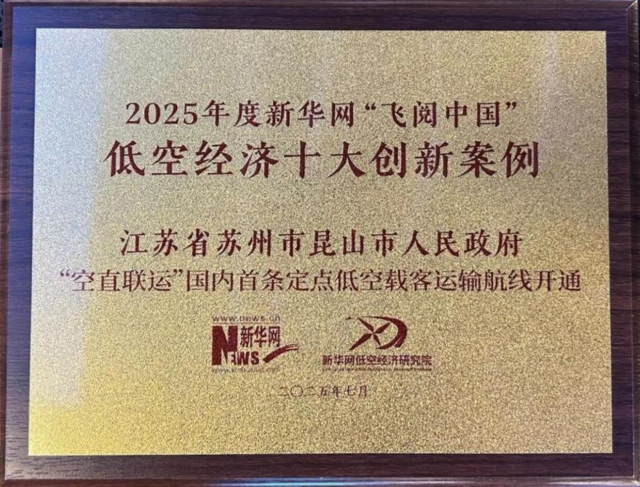 2025年度新华网“飞阅中国”
低空经济十大创新案例
江苏省苏州市昆山市人民政府
“空直联运”国内首条定点低空载客运输航线开通
www.news.cn
NEWS 新华网
新华网低空经济研究院
二〇二五年七月